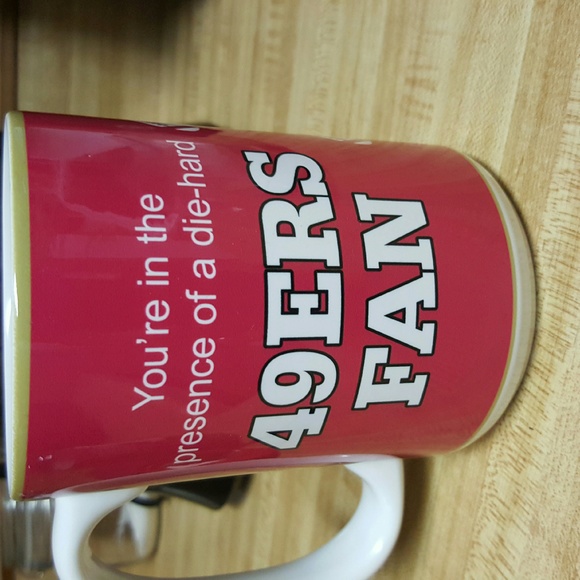 You're in the
presence of a die-hard
49ERS
FAN